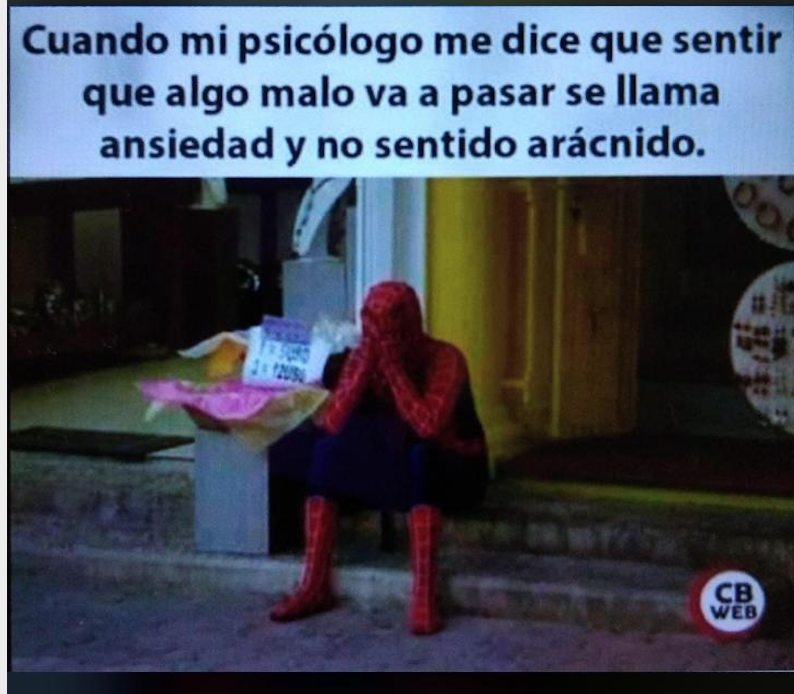 Cuando mi psicólogo me dice que sentir
que algo malo va a pasar se llama
ansiedad y no sentido arácnido.
CB
WEB